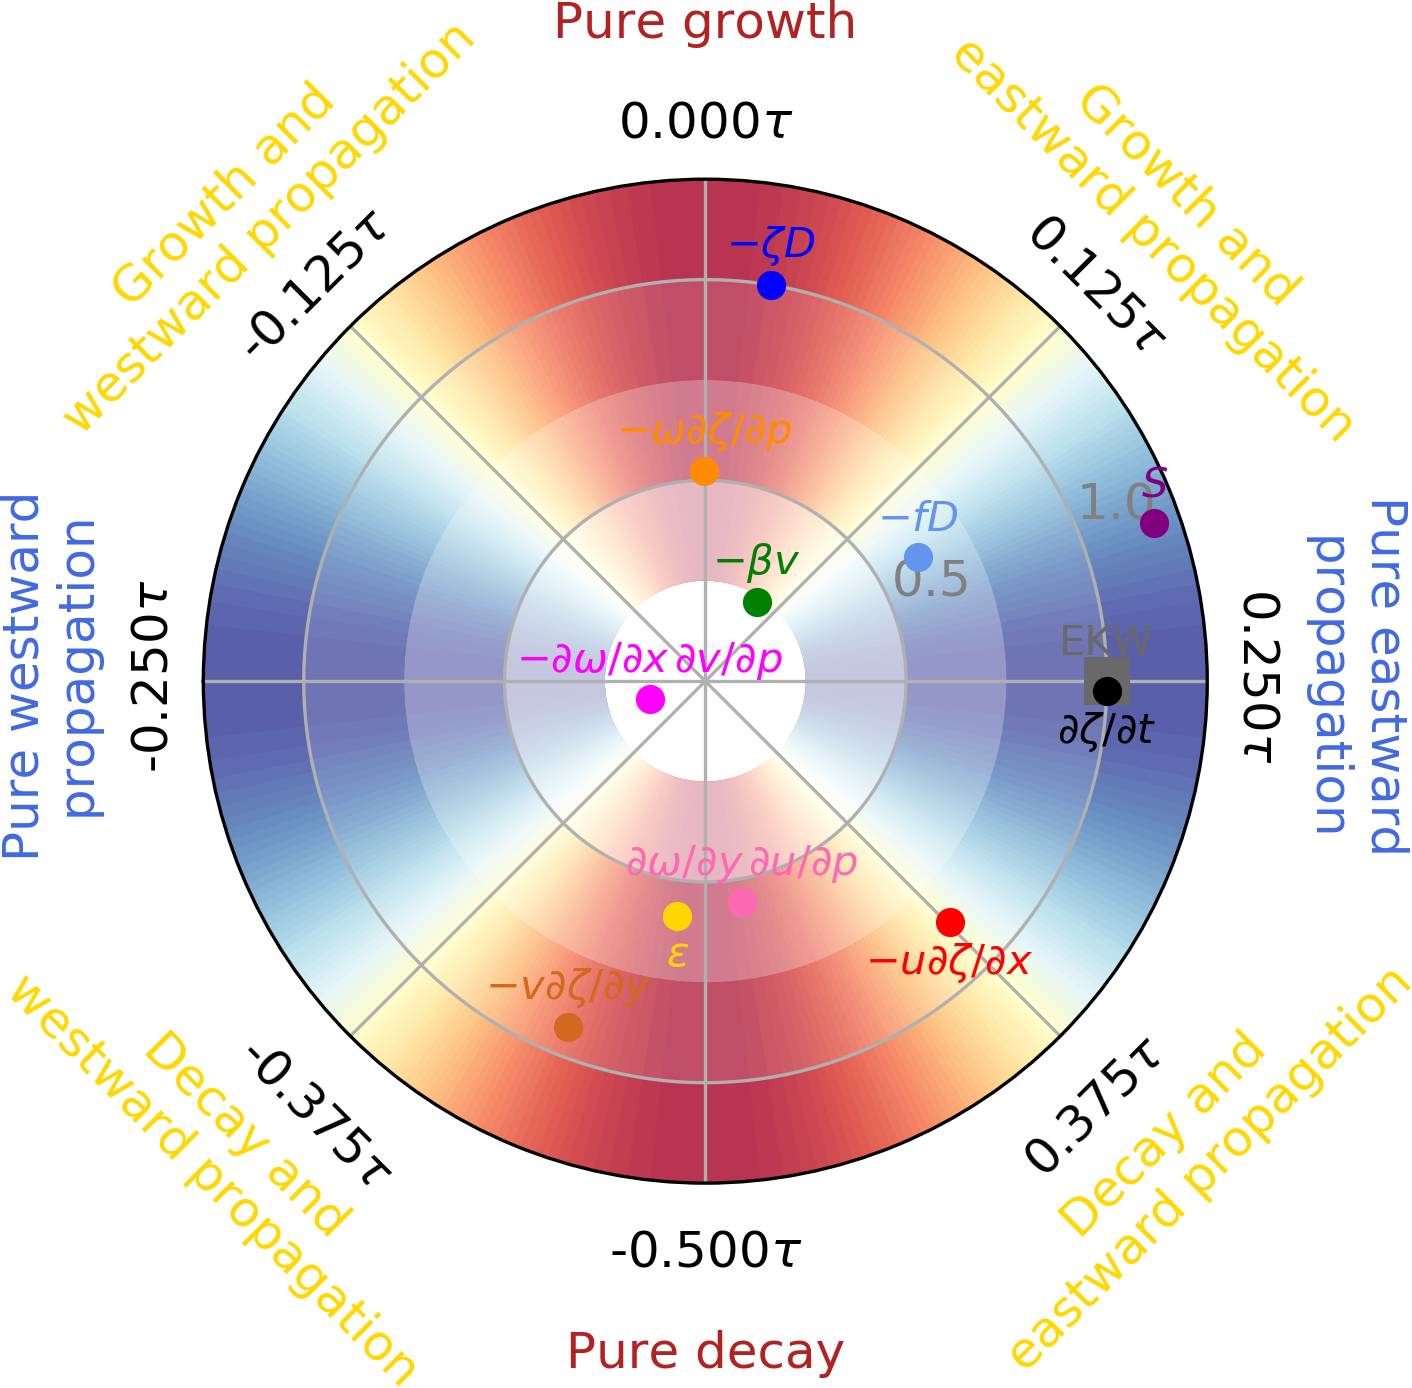 Pure growth
Growth and
westward propagation
Growth and
eastward propagation
0.000τ
-0.125τ
0.125τ
−ζD
−ω∂ζ/∂p
−fD
1.0
S
0.5
−βv
Pure westward
propagation
-0.250τ
−∂ω/∂x ∂v/∂p
EKW
∂ζ/∂t
0.250τ
Pure eastward
propagation
∂ω/∂y ∂u/∂p
ε
−u∂ζ/∂x
−v∂ζ/∂y
-0.375τ
0.375τ
Decay and
westward propagation
Decay and
eastward propagation
-0.500τ
Pure decay